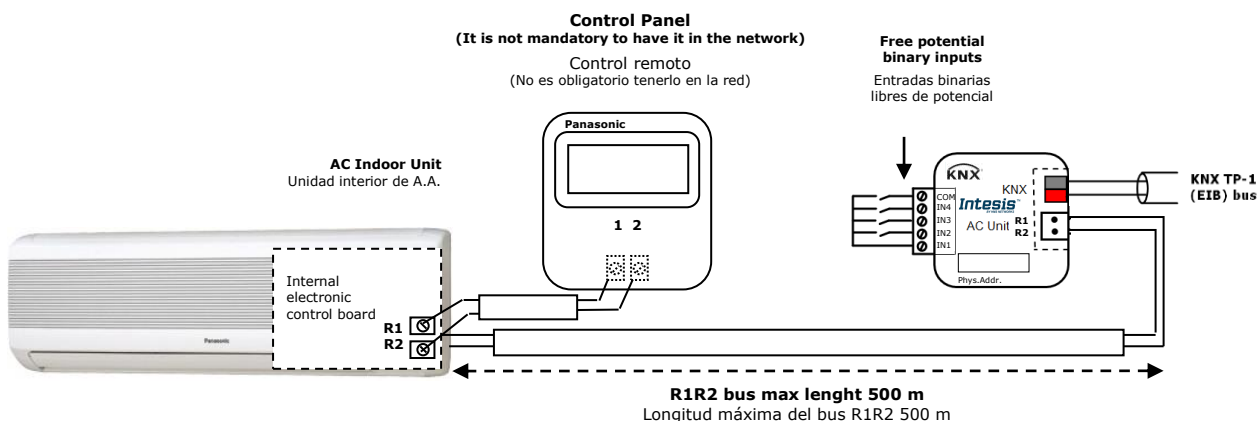 Control Panel
(It is not mandatory to have it in the network)
Control remoto
(No es obligatorio tenerlo en la red)
Free potential
binary inputs
Entradas binarias
libres de potencial
Panasonic
1 2
AC Indoor Unit
Unidad interior de A.A.
Internal
electronic
control board
R1
R2
Panasonic
KNX
KNX
Intesis™
AC Unit
R1
R2
COM
IN4
IN3
IN2
IN1
Phys.Addr.
KNX TP-1
(EIB) bus
R1R2 bus max lenght 500 m
Longitud máxima del bus R1R2 500 m